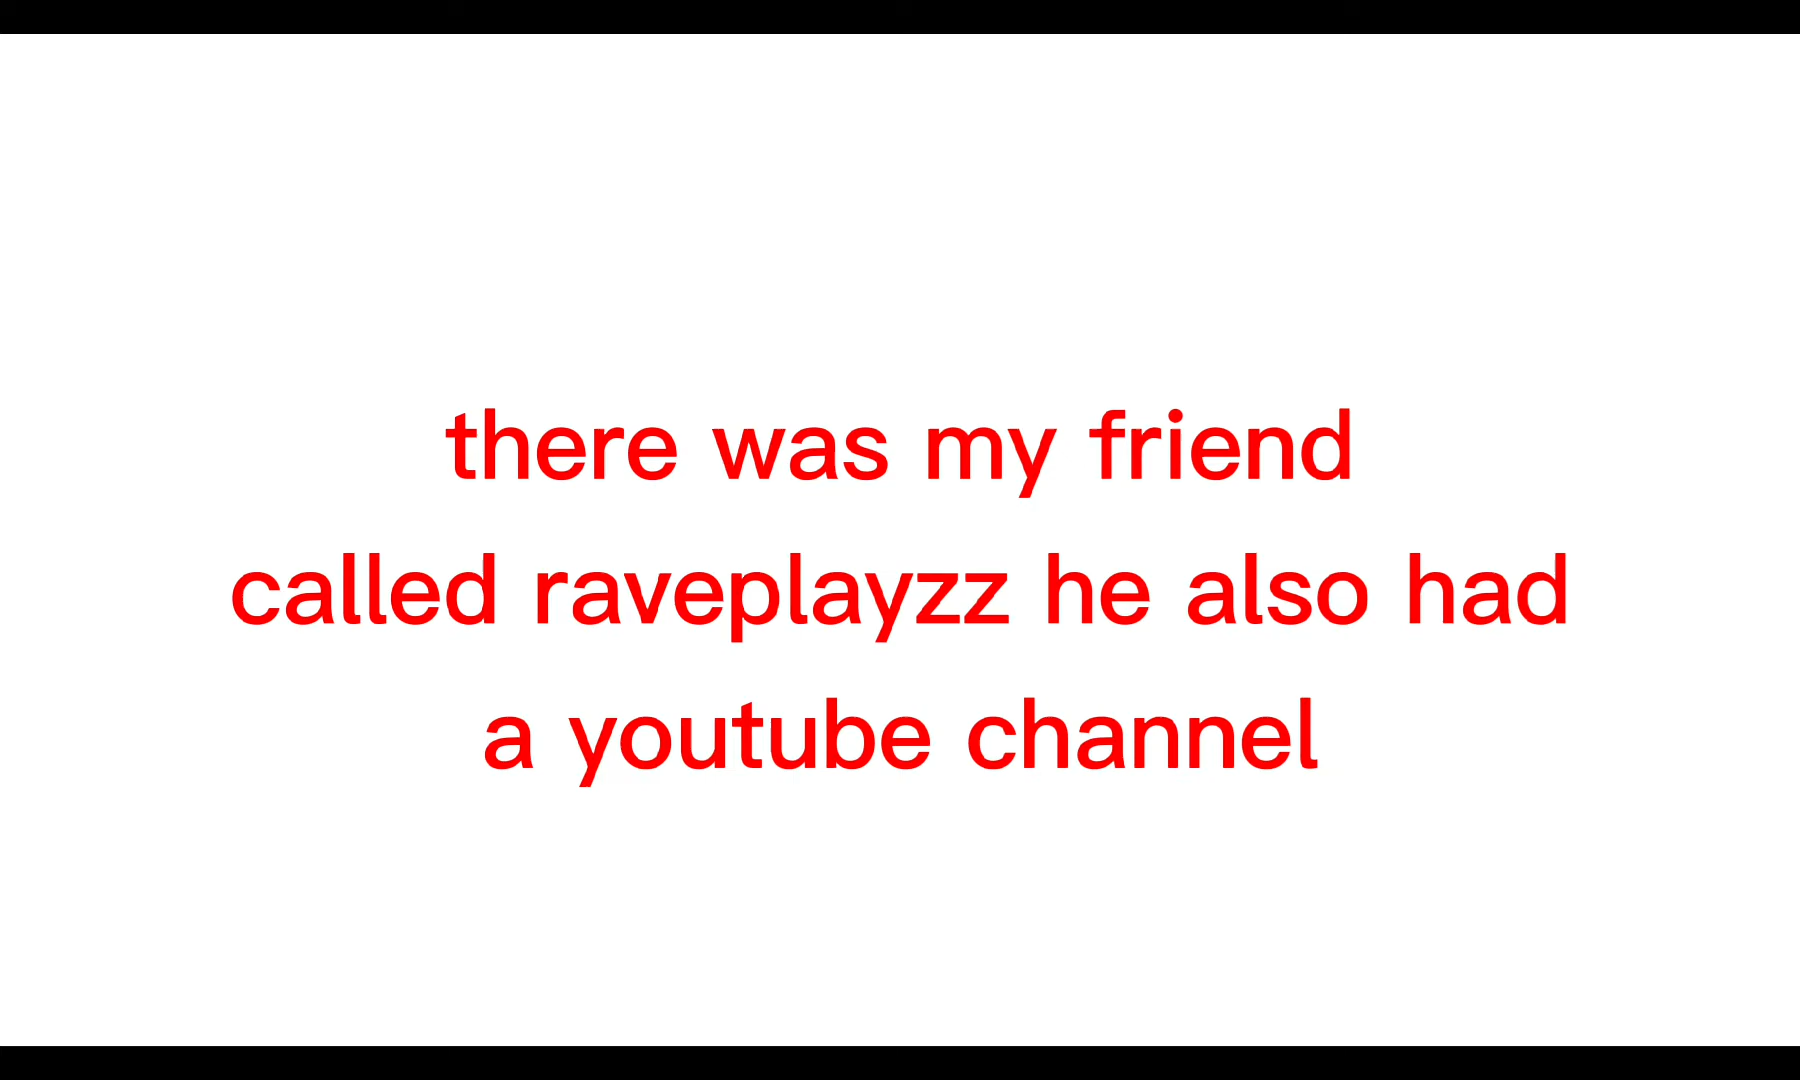 there was my friend
called raveplayzz he also had
a youtube channel